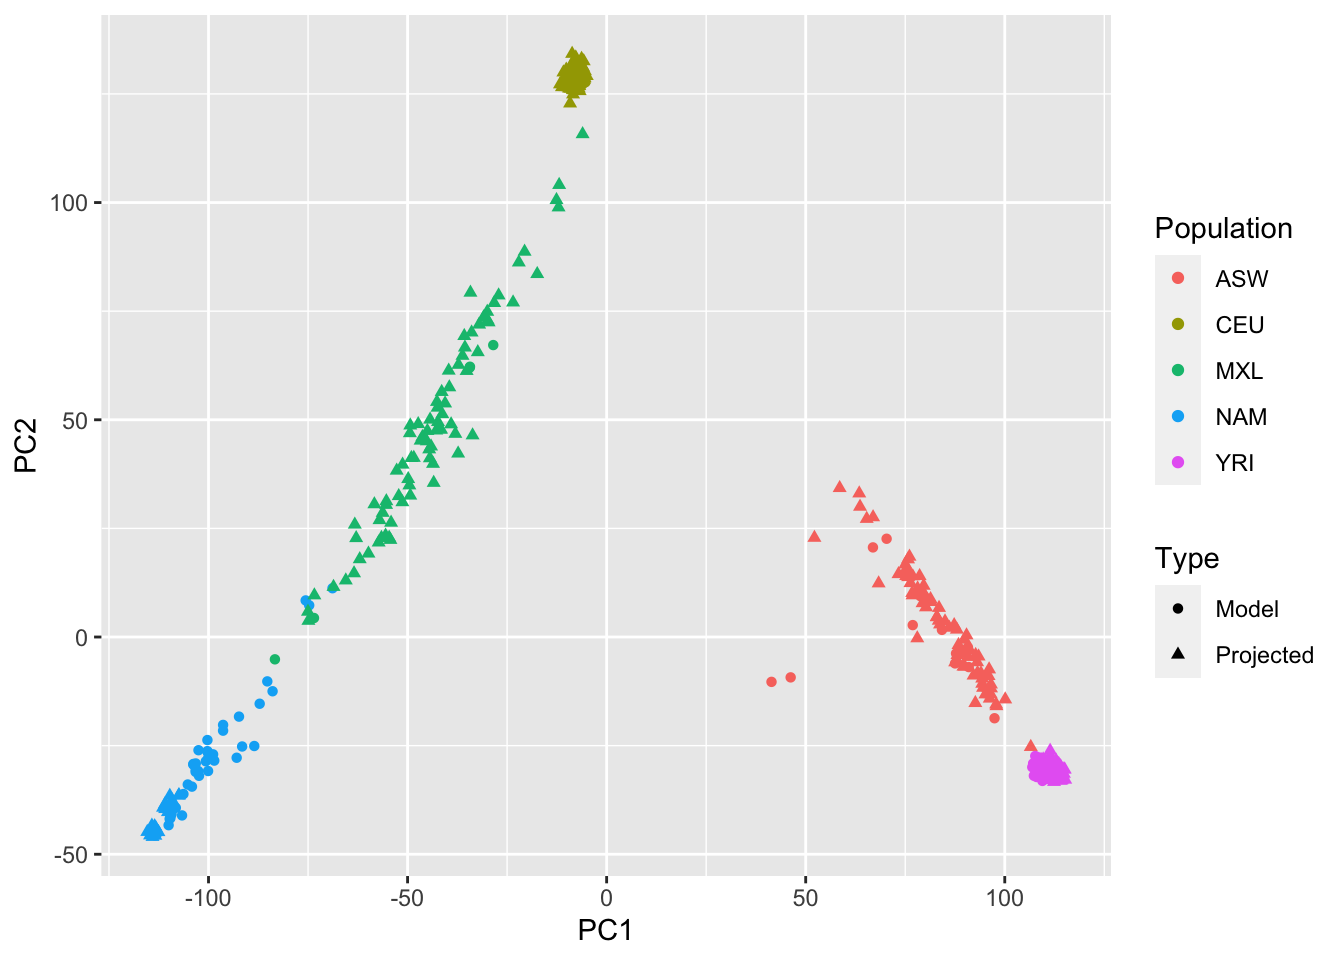 100
50
0
-50
PC2
-100
-50
0
50
100
PC1
Population
ASW
CEU
MXL
NAM
YRI
Type
Model
Projected